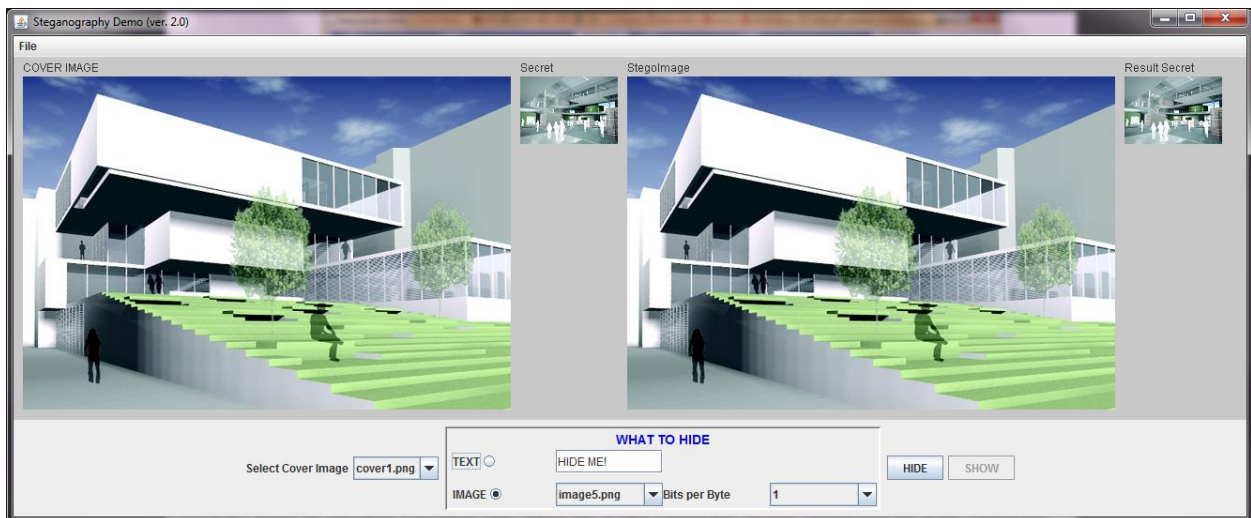 Steganography Demo (ver. 2.0)
File
COVER IMAGE Secret StegoImage Result Secret
WHAT TO HIDE
Select Cover Image cover1.png TEXT HIDE ME! HIDE SHOW
IMAGE image5.png Bits per Byte 1